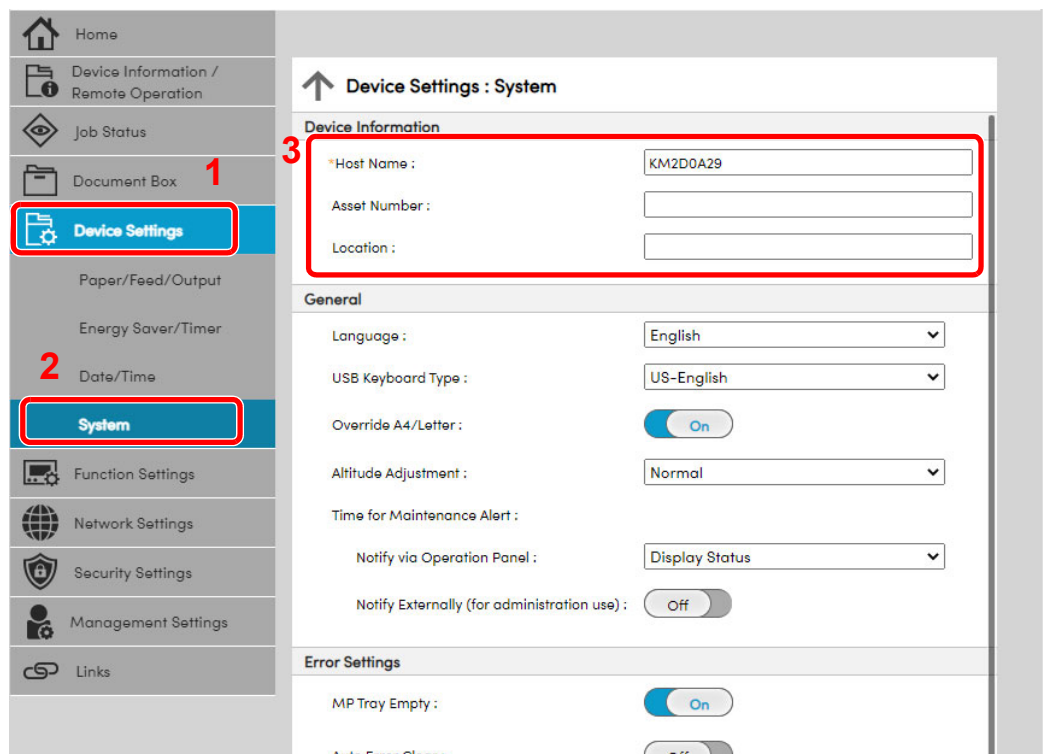 Home
Device Information /
Remote Operation
Job Status
1
Document Box
Device Settings
Paper/Feed/Output
Energy Saver/Timer
2
Date/Time
System
Function Settings
Network Settings
Security Settings
Management Settings
Links
Device Settings : System
Device Information
3
*Host Name : KM2D0A29
Asset Number :
Location :
General
Language : English
USB Keyboard Type : US-English
Override A4/Letter : On
Altitude Adjustment : Normal
Time for Maintenance Alert :
Notify via Operation Panel : Display Status
Notify Externally (for administration use) : Off
Error Settings
MP Tray Empty : On